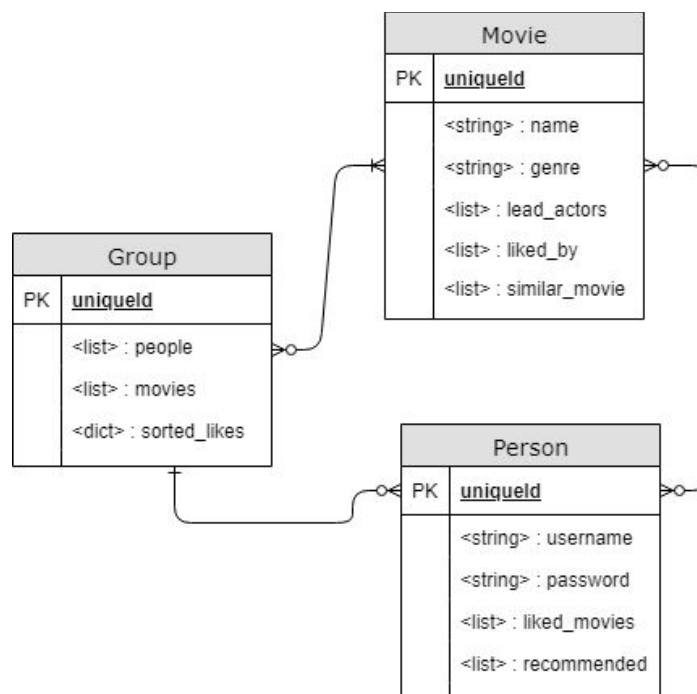 Movie
PK uniqueId
<string> : name
<string> : genre
<list> : lead_actors
<list> : liked_by
<list> : similar_movie
Group
PK uniqueId
<list> : people
<list> : movies
<dict> : sorted_likes
Person
PK uniqueId
<string> : username
<string> : password
<list> : liked_movies
<list> : recommended